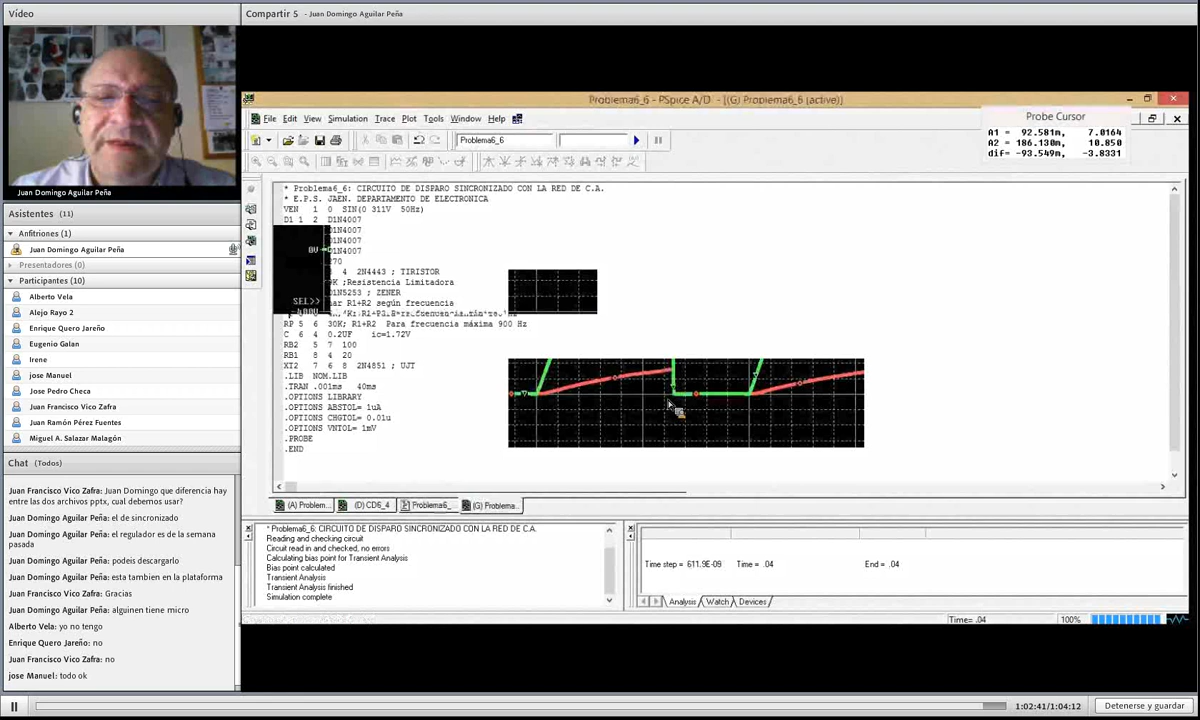 Vídeo
Compartir 5 - Juan Domingo Aguilar Peña
Juan Domingo Aguilar Peña
Asistentes (11)
Anfitriones (1)
Juan Domingo Aguilar Peña
Presentadores (0)
Participantes (10)
Alberto Vela
Alejo Rayo 2
Enrique Quero Jareño
Eugenio Galan
Irene
jose Manuel
Jose Pedro Checa
Juan Francisco Vico Zafra
Juan Ramón Pérez Fuentes
Miguel A. Salazar Malagón
Chat (Todos)
Juan Francisco Vico Zafra: Juan Domingo que diferencia hay
entre las dos archivos pptx, cual debemos usar?
Juan Domingo Aguilar Peña: el de sincronizado
Juan Domingo Aguilar Peña: el regulador es de la semana
pasada
Juan Domingo Aguilar Peña: podeis descargarlo
Juan Domingo Aguilar Peña: esta tambien en la plataforma
Juan Francisco Vico Zafra: Gracias
Juan Domingo Aguilar Peña: alguinen tiene micro
Alberto Vela: yo no tengo
Enrique Quero Jareño: no
Juan Francisco Vico Zafra: no
jose Manuel: todo ok
Problema6_6 - PSpice A/D - [(G) Problema6_6 (active)]
File Edit View Simulation Trace Plot Tools Window Help
Problema6_6
Probe Cursor
A1 = 92.581m, 7.0164
A2 = 186.130m, 10.850
dif= -93.549m, -3.8331
* Problema6_6: CIRCUITO DE DISPARO SINCRONIZADO CON LA RED DE C.A.
* E.P.S. JAEN. DEPARTAMENTO DE ELECTRONICA
VEN 1 0 SIN(0 311V 50Hz)
D1 1 2 D1N4007
D1N4007
D1N4007
0V D1N4007
270
3 4 2N4443 ; TIRISTOR
K ;Resistencia Limitadora
D1N5253 ; ZENER
SEL>> ar R1+R2 según frecuencia
-400V
RP 5 6 30K; R1+R2 Para frecuencia máxima 900 Hz
C 6 4 0.2UF ic=1.72V
RB2 5 7 100
RB1 8 4 20
XT2 7 6 8 2N4851 ; UJT
.LIB NOM.LIB
.TRAN .001ms 40ms
.OPTIONS LIBRARY
.OPTIONS ABSTOL= 1uA
.OPTIONS CHGTOL= 0.01u
.OPTIONS VNTOL= 1mV
.PROBE
.END
(A) Problem... (D) CD6_4 Problema6_ (G) Problema...
* Problema6_6: CIRCUITO DE DISPARO SINCRONIZADO CON LA RED DE C.A.
Reading and checking circuit
Circuit read in and checked, no errors
Calculating bias point for Transient Analysis
Bias point calculated
Transient Analysis
Transient Analysis finished
Simulation complete
Time step = 611.9E-09 Time = .04 End = .04
Analysis Watch Devices
Time= .04 100%
1:02:41/1:04:12 Detenerse y guardar